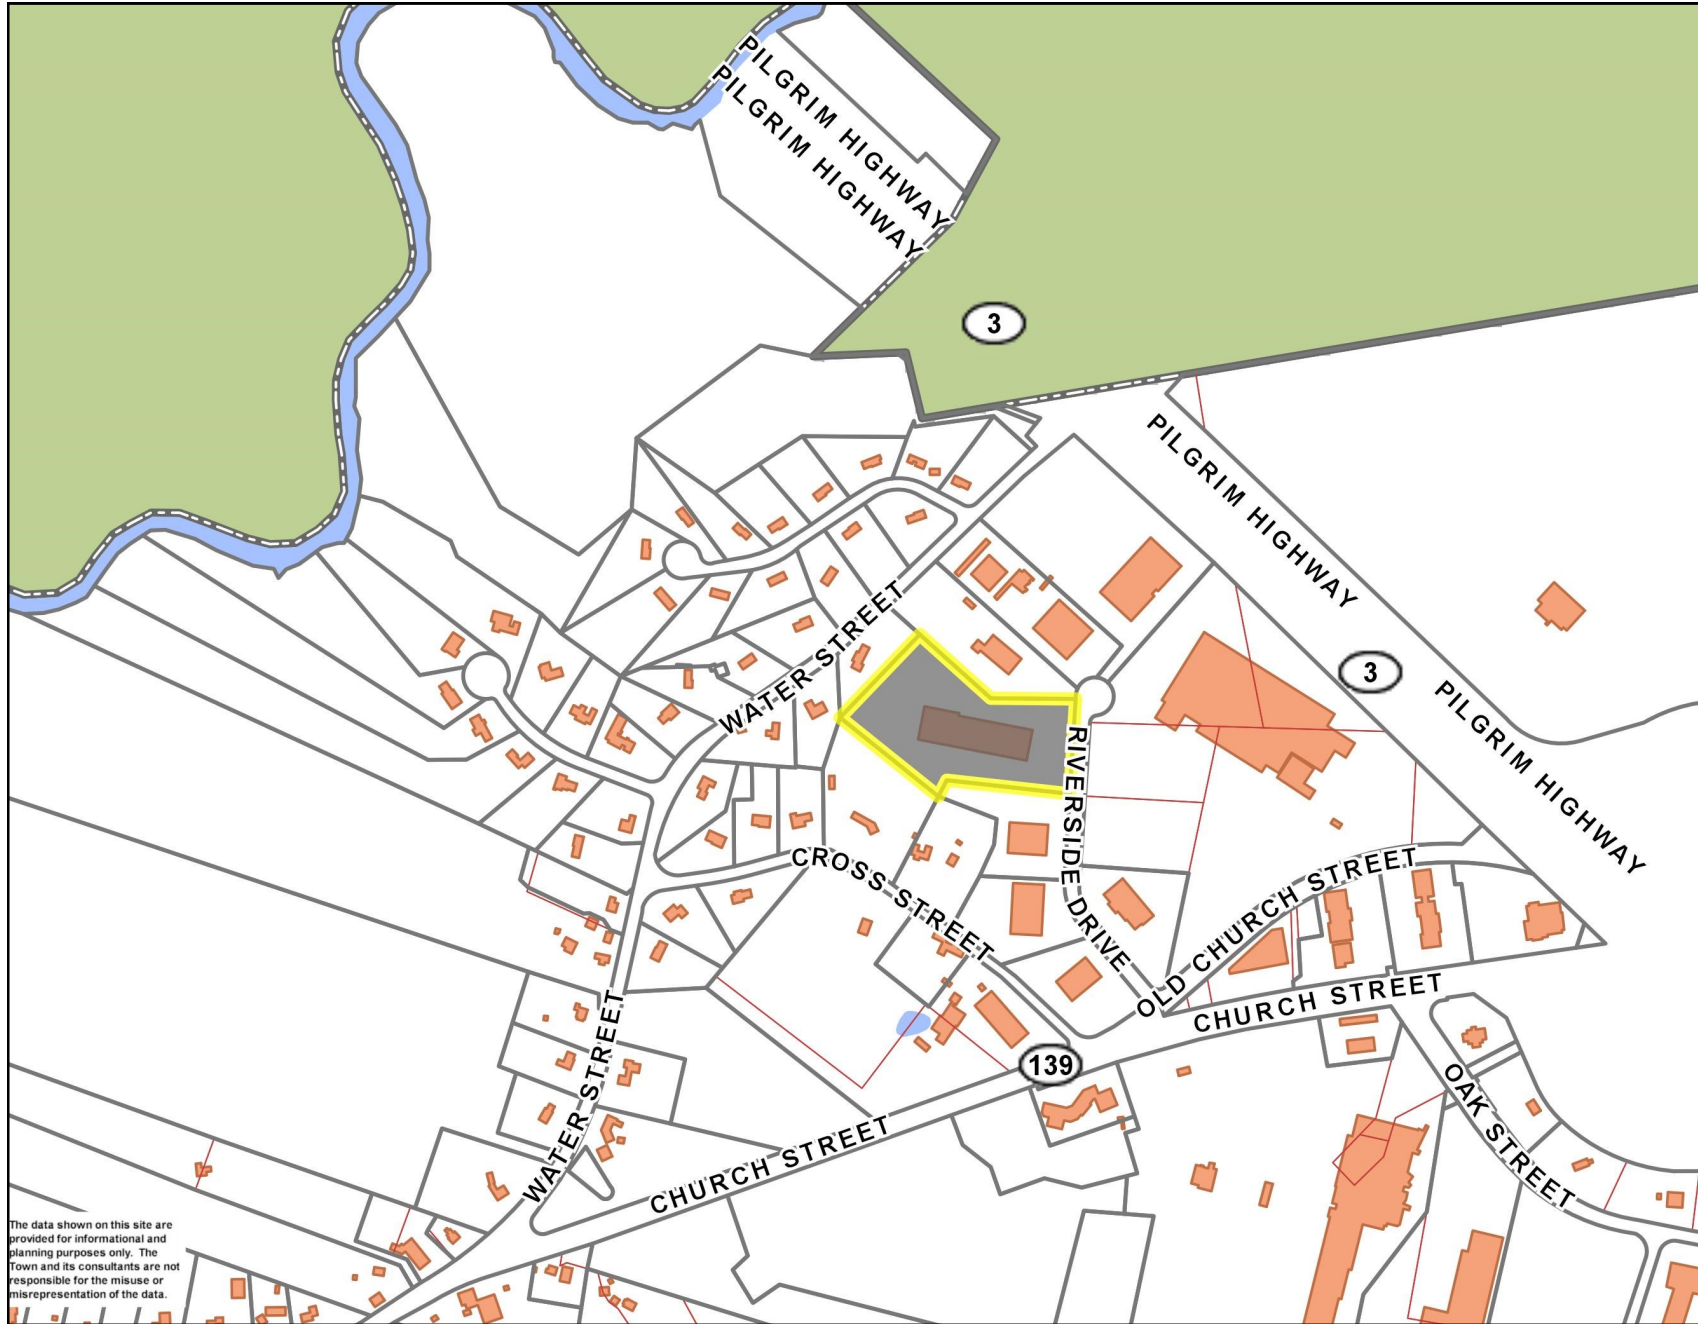 PILGRIM HIGHWAY
PILGRIM HIGHWAY
3
PILGRIM HIGHWAY
3
PILGRIM HIGHWAY
WATER STREET
RIVERSIDE DRIVE
CROSS STREET
OLD CHURCH STREET
CHURCH STREET
139
OAK STREET
WATER STREET
CHURCH STREET
The data shown on this site are
provided for informational and
planning purposes only. The
Town and its consultants are not
responsible for the misuse or
misrepresentation of the data.